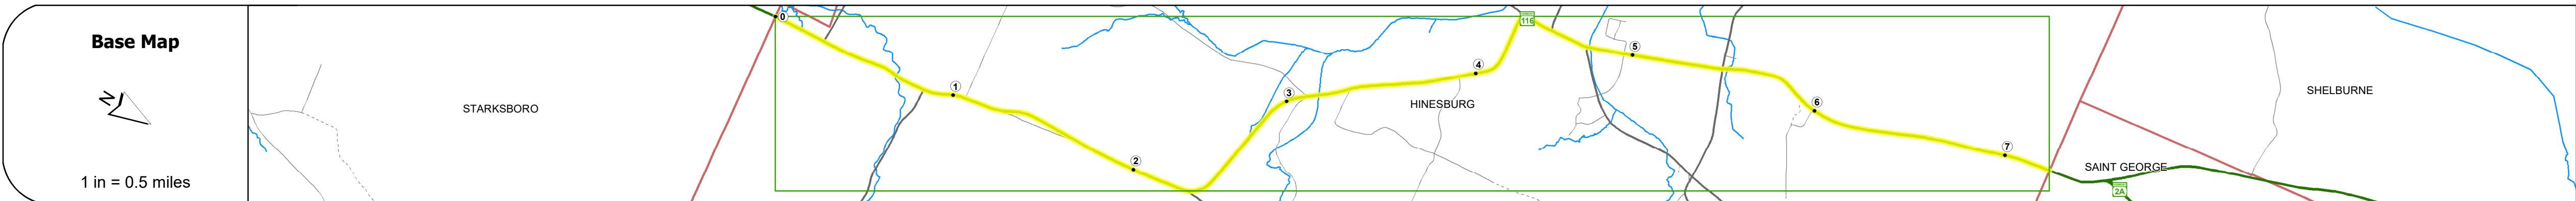 Base Map
N
1 in = 0.5 miles
STARKSBORO
0
1
2
3
4
HINESBURG
116
5
6
7
SAINT GEORGE
2A
SHELBURNE